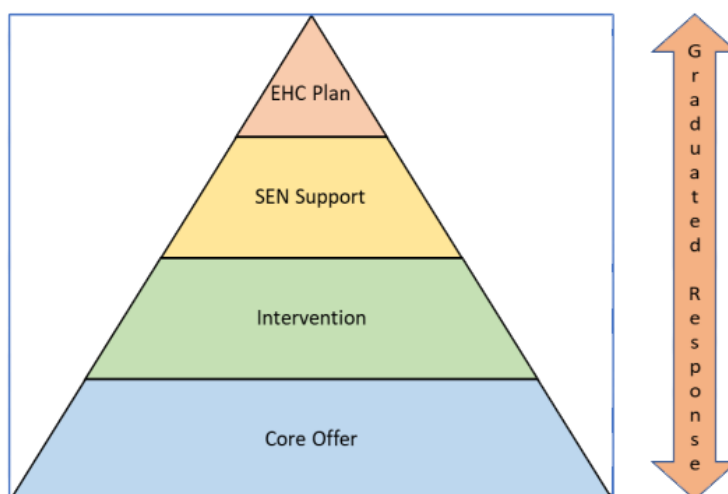 EHC Plan
SEN Support
Intervention
Core Offer
Graduated Response